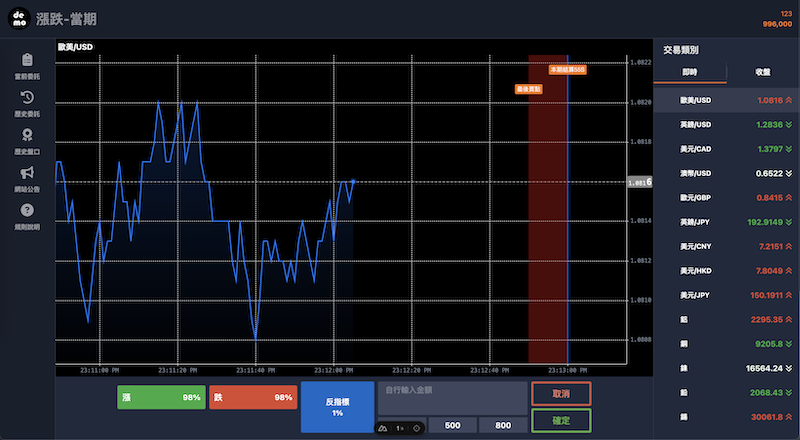 de
mo
漲跌-當期
123
996,000
當前委託
歷史委託
歷史盤口
網站公告
規則說明
歐美/USD
本期結算55S
最後買點
1.0822
1.0820
1.0818
1.0816
1.0814
1.0812
1.0810
1.0808
23:11:00 PM
23:11:20 PM
23:11:40 PM
23:12:00 PM
23:12:20 PM
23:12:40 PM
23:13:00 PM
漲 98%
跌 98%
反指標
1%
自行輸入金額
1x
500
800
取消
確定
交易類別
即時
收盤
歐美/USD 1.0816
英鎊/USD 1.2836
美元/CAD 1.3797
澳幣/USD 0.6522
歐元/GBP 0.8415
英鎊/JPY 192.9149
美元/CNY 7.2151
美元/HKD 7.8049
美元/JPY 150.1911
鋁 2295.35
銅 9205.8
鎳 16564.24
鉛 2068.43
錫 30061.8